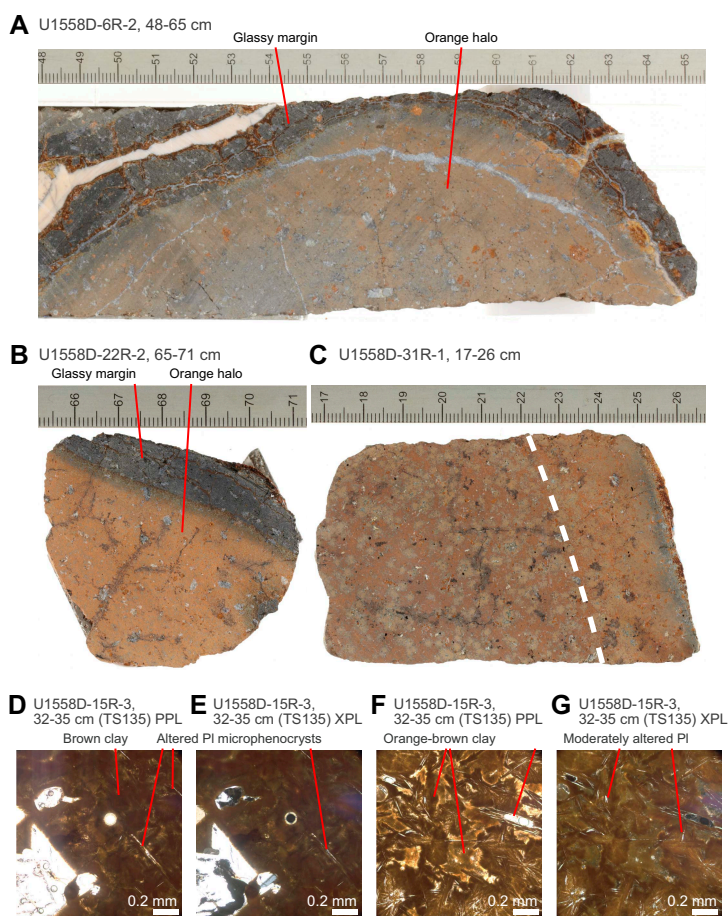 A U1558D-6R-2, 48-65 cm
Glassy margin Orange halo
48 49 50 51 52 53 54 55 56 57 58 59 60 61 62 63 64 65
B U1558D-22R-2, 65-71 cm
Glassy margin Orange halo
66 67 68 69 70 71
C U1558D-31R-1, 17-26 cm
17 18 19 20 21 22 23 24 25 26
D U1558D-15R-3,
32-35 cm (TS135) PPL
Brown clay
E U1558D-15R-3,
32-35 cm (TS135) XPL
Altered Pl microphenocrysts
F U1558D-15R-3,
32-35 cm (TS135) PPL
Orange-brown clay
G U1558D-15R-3,
32-35 cm (TS135) XPL
Moderately altered Pl
0.2 mm
0.2 mm
0.2 mm
0.2 mm